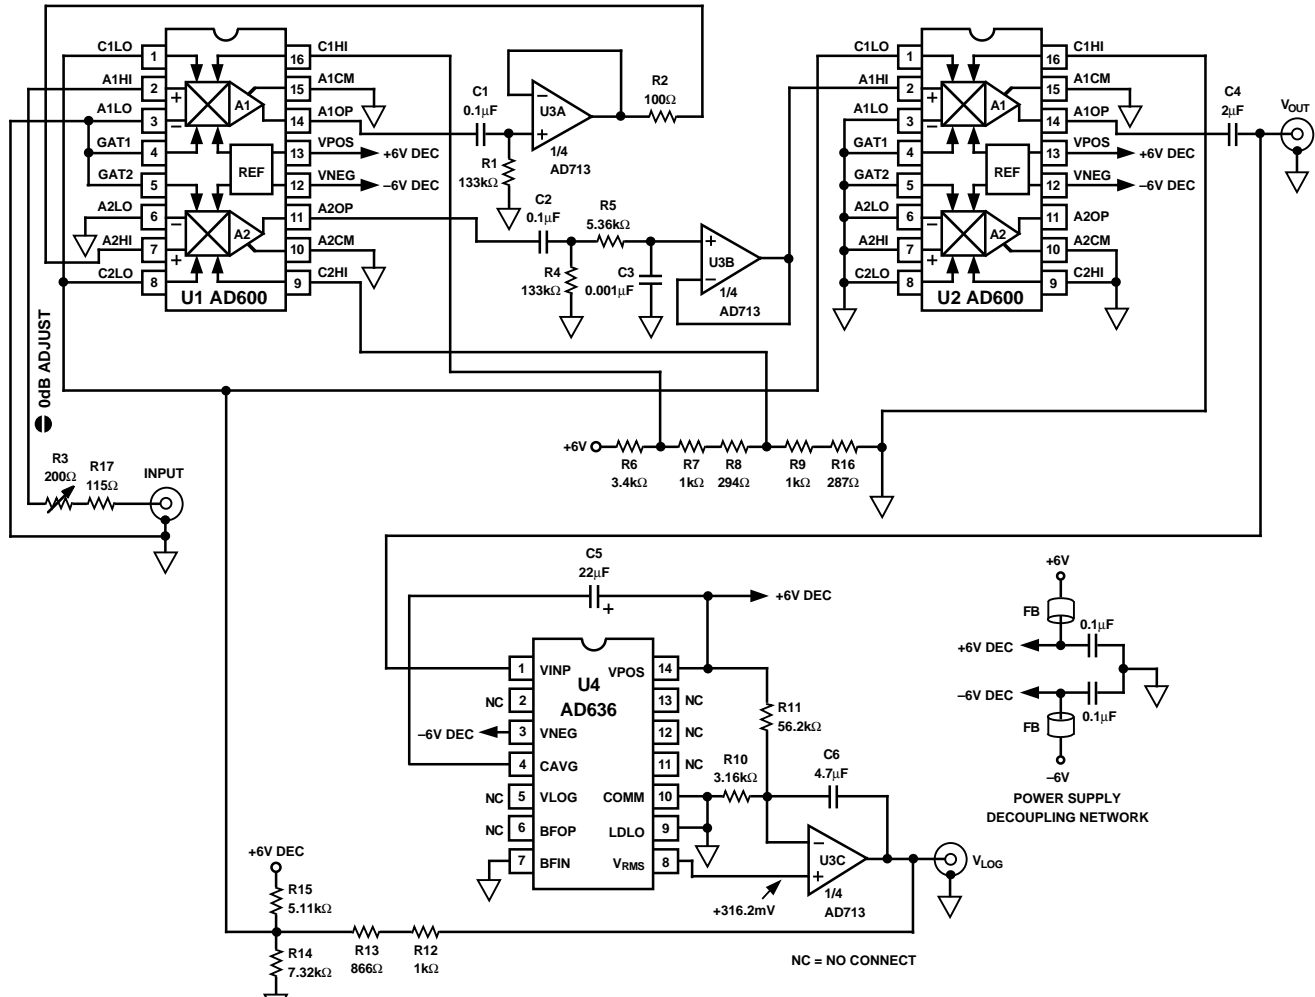 C1LO 1 16 C1HI
A1HI 2 15 A1CM
A1LO 3 14 A1OP
GAT1 4 13 VPOS +6V DEC
GAT2 5 12 VNEG –6V DEC
A2LO 6 11 A2OP
A2HI 7 10 A2CM
C2LO 8 9 C2HI
+ – A1
REF
– + A2
U1 AD600
C1
0.1µF
R1
133kΩ
– +
U3A
1/4
AD713
R2
100Ω
C2
0.1µF
R5
5.36kΩ
R4
133kΩ
C3
0.001µF
+ –
U3B
1/4
AD713
C1LO 1 16 C1HI
A1HI 2 15 A1CM
A1LO 3 14 A1OP
GAT1 4 13 VPOS +6V DEC
GAT2 5 12 VNEG –6V DEC
A2LO 6 11 A2OP
A2HI 7 10 A2CM
C2LO 8 9 C2HI
+ – A1
REF
– + A2
U2 AD600
C4
2µF
VOUT
0dB ADJUST
R3
200Ω
R17
115Ω
INPUT
+6V
R6
3.4kΩ
R7
1kΩ
R8
294Ω
R9
1kΩ
R16
287Ω
C5
22µF
+
+6V DEC
U4
AD636
1 VINP VPOS 14
NC 2 13 NC
–6V DEC 3 VNEG 12 NC
4 CAVG 11 NC
NC 5 VLOG COMM 10
NC 6 BFOP LDLO 9
7 BFIN VRMS 8
R11
56.2kΩ
R10
3.16kΩ
C6
4.7µF
– +
U3C
1/4
AD713
+316.2mV
VLOG
+6V
FB
0.1µF
+6V DEC
–6V DEC
0.1µF
FB
–6V
POWER SUPPLY
DECOUPLING NETWORK
+6V DEC
R15
5.11kΩ
R14
7.32kΩ
R13
866Ω
R12
1kΩ
NC = NO CONNECT